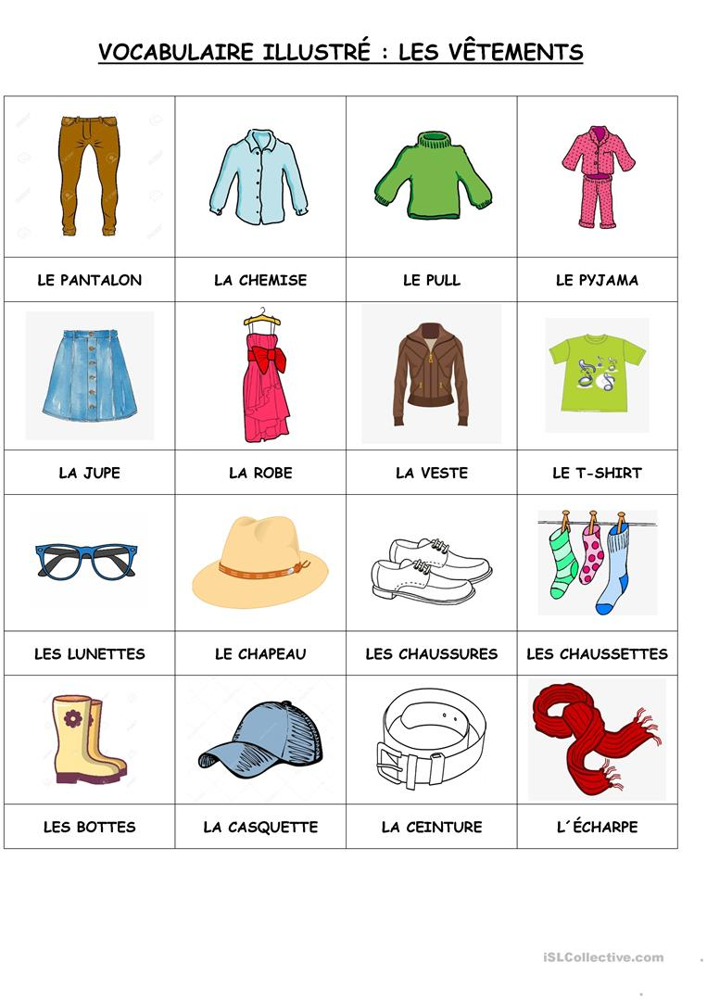 VOCABULAIRE ILLUSTRÉ : LES VÊTEMENTS
LE PANTALON
LA CHEMISE
LE PULL
LE PYJAMA
LA JUPE
LA ROBE
LA VESTE
LE T-SHIRT
LES LUNETTES
LE CHAPEAU
LES CHAUSSURES
LES CHAUSSETTES
LES BOTTES
LA CASQUETTE
LA CEINTURE
L´ÉCHARPE
iSLCollective.com